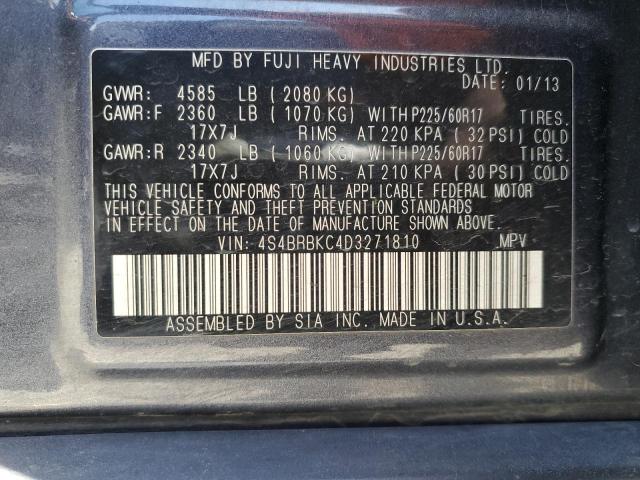 MFD BY FUJI HEAVY INDUSTRIES LTD.
DATE: 01/13
GVWR: 4585 LB ( 2080 KG)
GAWR:F 2360 LB ( 1070 KG) WITH P225/60R17 TIRES.
17X7J RIMS. AT 220 KPA ( 32 PSI) COLD
GAWR:R 2340 LB ( 1060 KG) WITH P225/60R17 TIRES.
17X7J RIMS. AT 210 KPA ( 30 PSI) COLD
THIS VEHICLE CONFORMS TO ALL APPLICABLE FEDERAL MOTOR
VEHICLE SAFETY AND THEFT PREVENTION STANDARDS
IN EFFECT ON THE DATE OF MANUFACTURE SHOWN ABOVE.
VIN: 4S4BRBKC4D3271810 MPV
ASSEMBLED BY SIA INC. MADE IN U.S.A.